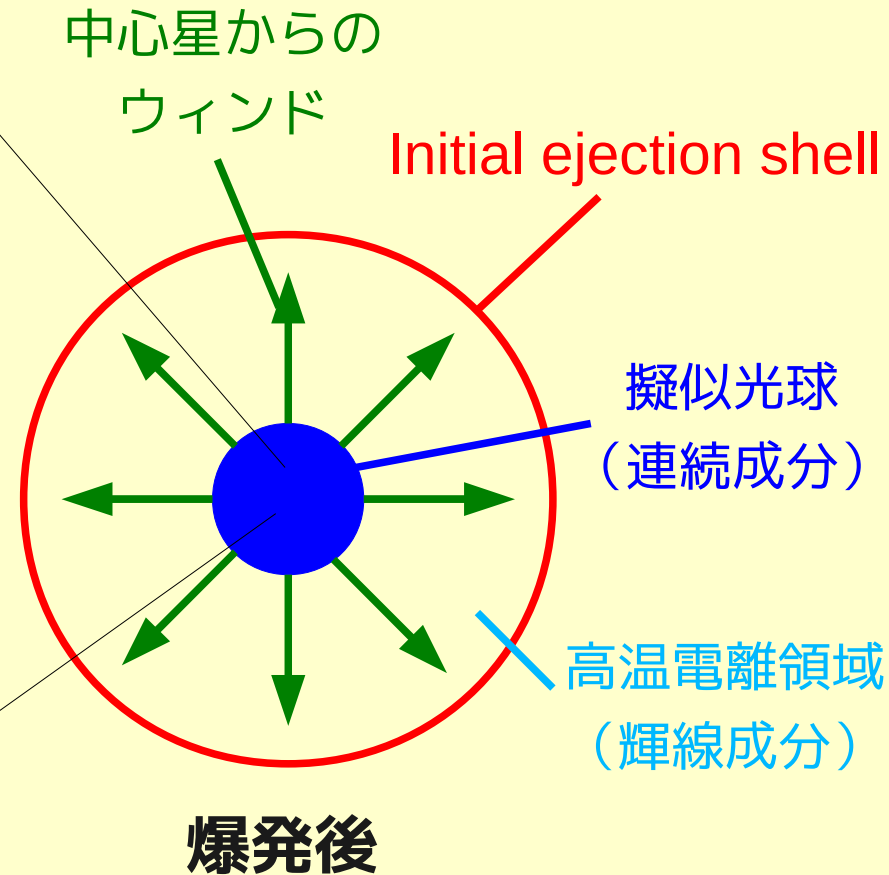 中心星からの
ウィンド
Initial ejection shell
擬似光球
（連続成分）
高温電離領域
（輝線成分）
爆発後